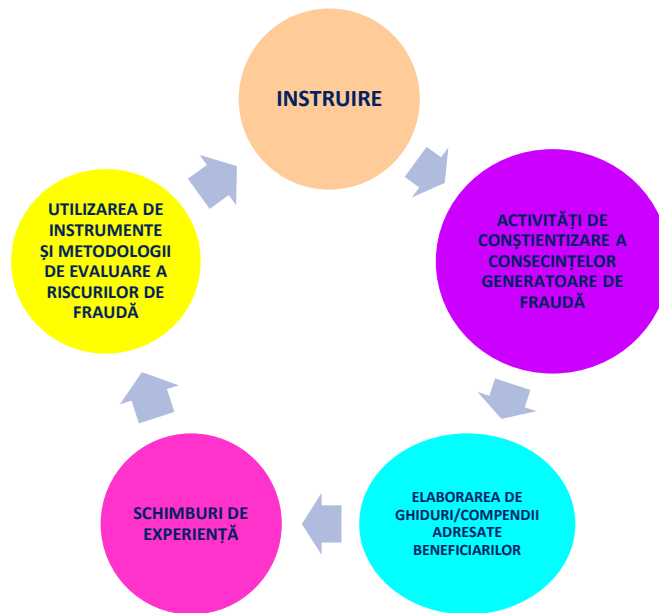 INSTRUIRE
ACTIVITĂȚI DE
CONȘTIENTIZARE A
CONSECINȚELOR
GENERATOARE DE
FRAUDĂ
ELABORAREA DE
GHIDURI/COMPENDII
ADRESATE
BENEFICIARILOR
SCHIMBURI DE
EXPERIENȚĂ
UTILIZAREA DE
INSTRUMENTE
ȘI METODOLOGII
DE EVALUARE A
RISCURILOR DE
FRAUDĂ